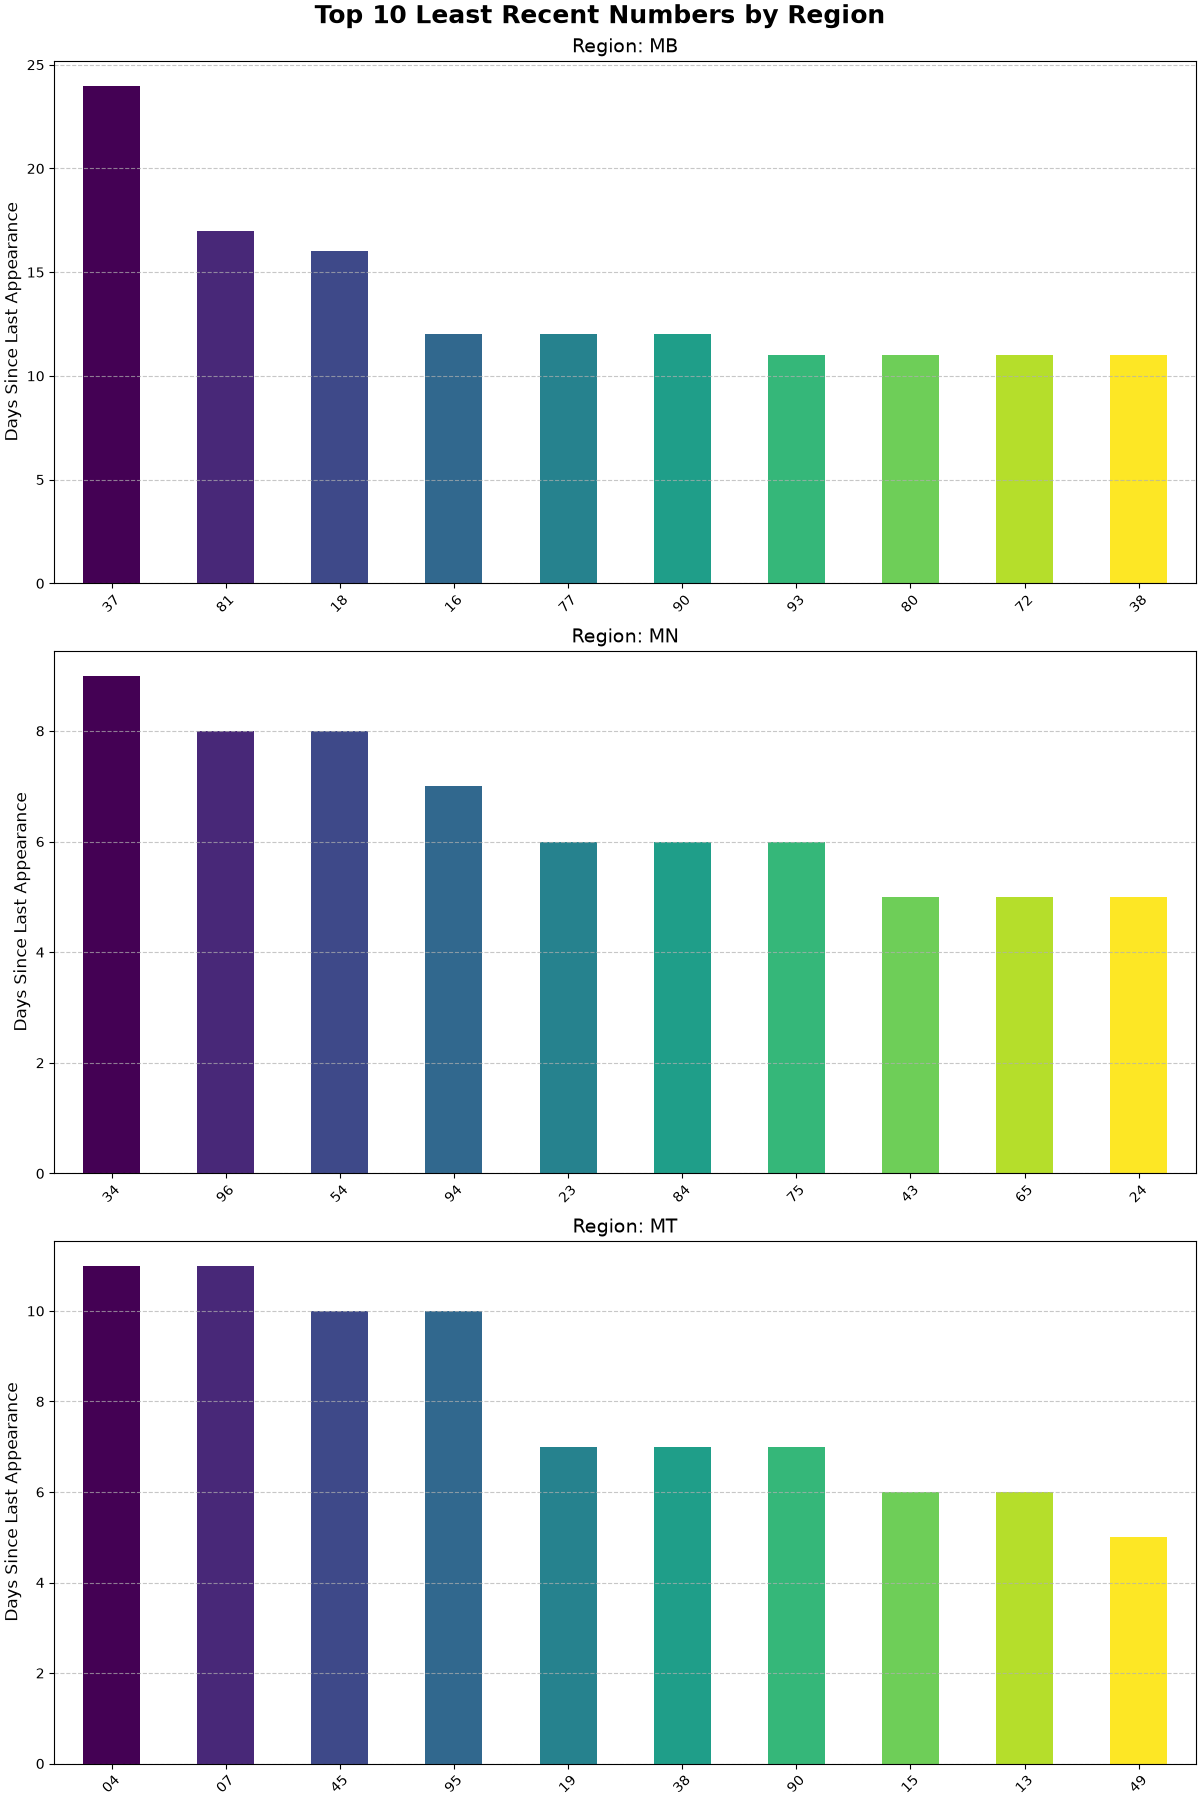 Top 10 Least Recent Numbers by Region
Region: MB
Days Since Last Appearance
25
20
15
10
5
0
37 81 18 16 77 90 93 80 72 38
Region: MN
Days Since Last Appearance
8
6
4
2
0
34 96 54 94 23 84 75 43 65 24
Region: MT
Days Since Last Appearance
10
8
6
4
2
0
04 07 45 95 19 38 90 15 13 49